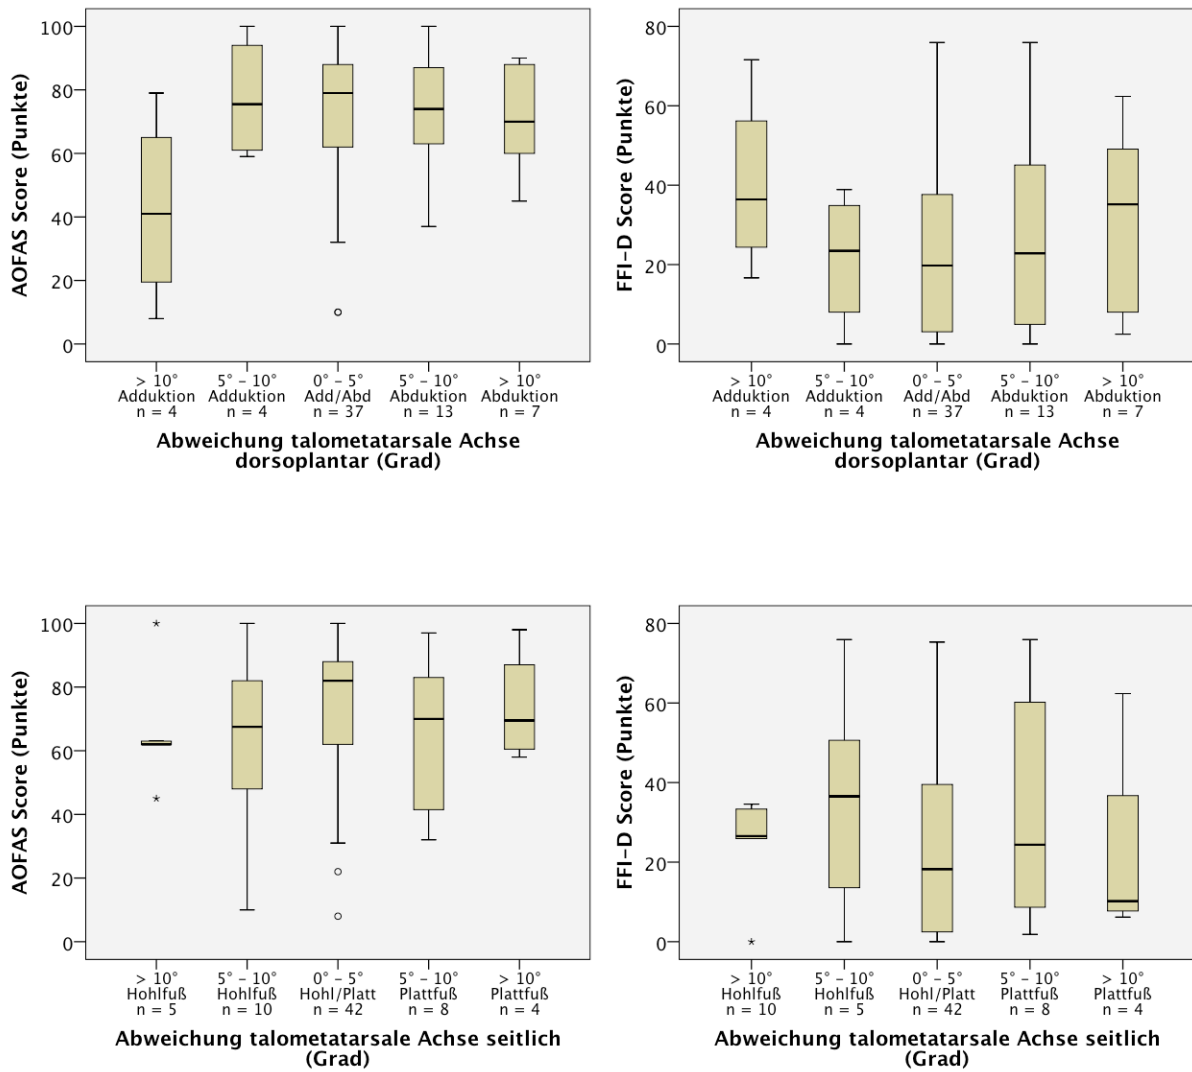 AOFAS Score (Punkte)
100
80
60
40
20
0
> 10° 5° – 10° 0° – 5° 5° – 10° > 10°
Adduktion Adduktion Add/Abd Abduktion Abduktion
n = 4 n = 4 n = 37 n = 13 n = 7
Abweichung talometatarsale Achse
dorsoplantar (Grad)
FFI–D Score (Punkte)
80
60
40
20
0
> 10° 5° – 10° 0° – 5° 5° – 10° > 10°
Adduktion Adduktion Add/Abd Abduktion Abduktion
n = 4 n = 4 n = 37 n = 13 n = 7
Abweichung talometatarsale Achse
dorsoplantar (Grad)
AOFAS Score (Punkte)
100
80
60
40
20
0
> 10° 5° – 10° 0° – 5° 5° – 10° > 10°
Hohlfuß Hohlfuß Hohl/Platt Plattfuß Plattfuß
n = 5 n = 10 n = 42 n = 8 n = 4
Abweichung talometatarsale Achse seitlich
(Grad)
FFI–D Score (Punkte)
80
60
40
20
0
> 10° 5° – 10° 0° – 5° 5° – 10° > 10°
Hohlfuß Hohlfuß Hohl/Platt Plattfuß Plattfuß
n = 10 n = 5 n = 42 n = 8 n = 4
Abweichung talometatarsale Achse seitlich
(Grad)